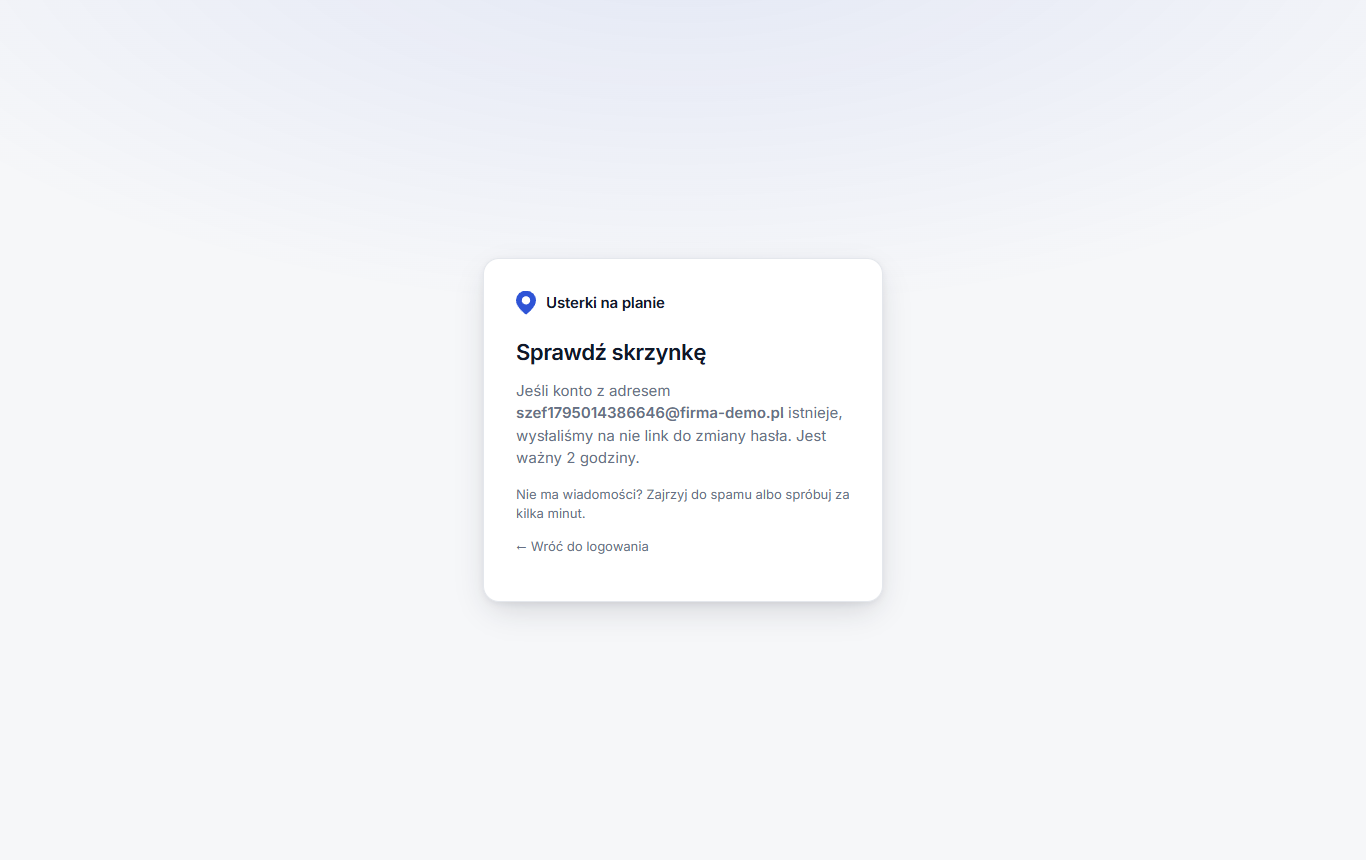 Usterki na planie
Sprawdź skrzynkę
Jeśli konto z adresem
szef1795014386646@firma-demo.pl istnieje,
wysłaliśmy na nie link do zmiany hasła. Jest
ważny 2 godziny.
Nie ma wiadomości? Zajrzyj do spamu albo spróbuj za
kilka minut.
← Wróć do logowania